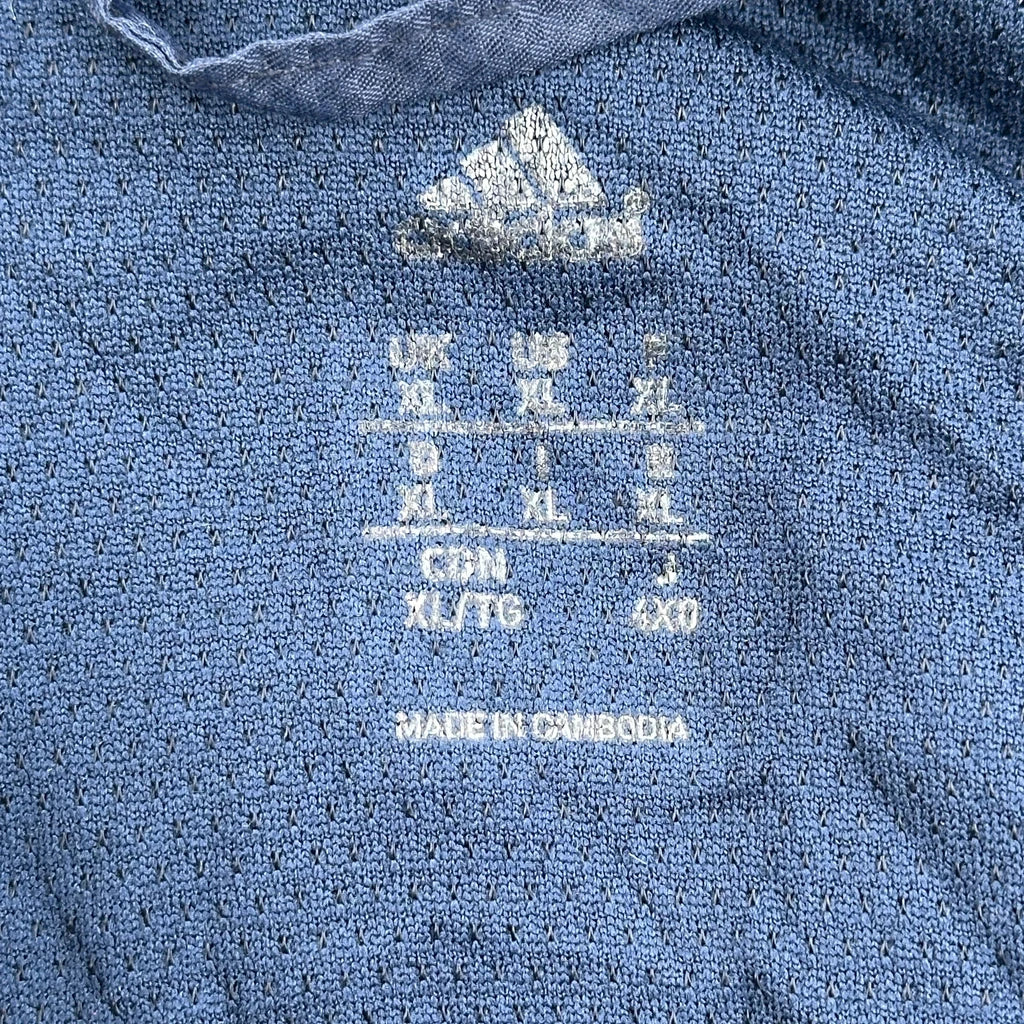 adidas®
UK US F
XL XL XL
D I E
XL XL XL
CDN J
XL/TG 4XO
MADE IN CAMBODIA